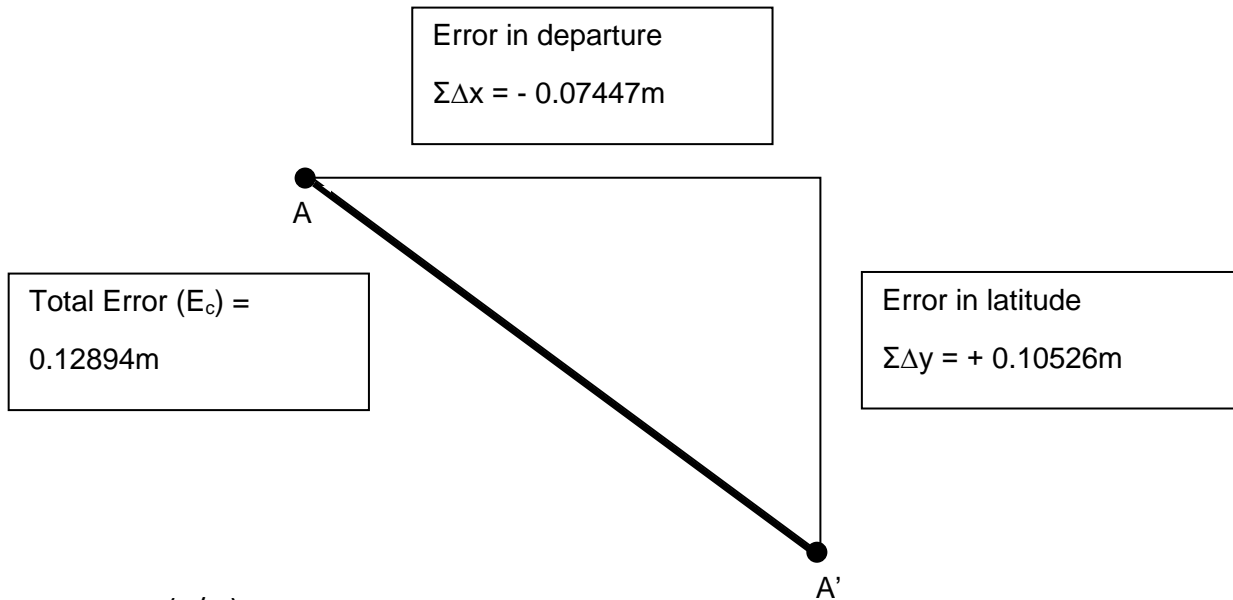 Error in departure
ΣΔx = - 0.07447m
A
Total Error (Ec) =
0.12894m
Error in latitude
ΣΔy = + 0.10526m
A’